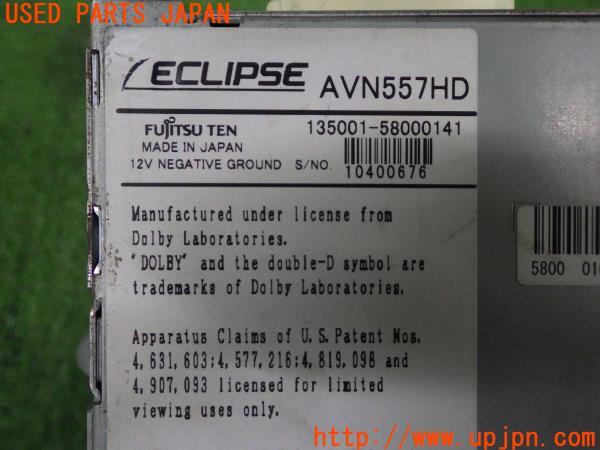 USED PARTS JAPAN
ECLIPSE AVN557HD
FUJITSU TEN 135001-58000141
MADE IN JAPAN
12V NEGATIVE GROUND S/NO. 10400676
Manufactured under license from
Dolby Laboratories.
"DOLBY" and the double-D symbol are
trademarks of Dolby Laboratories.
5800
Apparatus Claims of U.S. Patent Nos.
4,631,603;4,577,216;4,819,098 and
4,907,093 licensed for limited
viewing uses only.
http://www.upjpn.com/